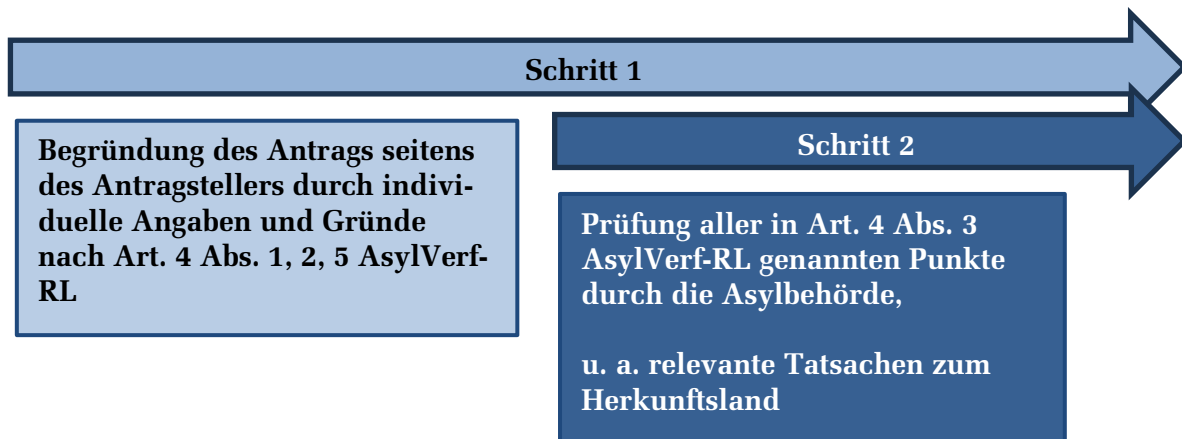 Schritt 1
Begründung des Antrags seitens
des Antragstellers durch indivi-
duelle Angaben und Gründe
nach Art. 4 Abs. 1, 2, 5 AsylVerf-
RL
Schritt 2
Prüfung aller in Art. 4 Abs. 3
AsylVerf-RL genannten Punkte
durch die Asylbehörde,
u. a. relevante Tatsachen zum
Herkunftsland